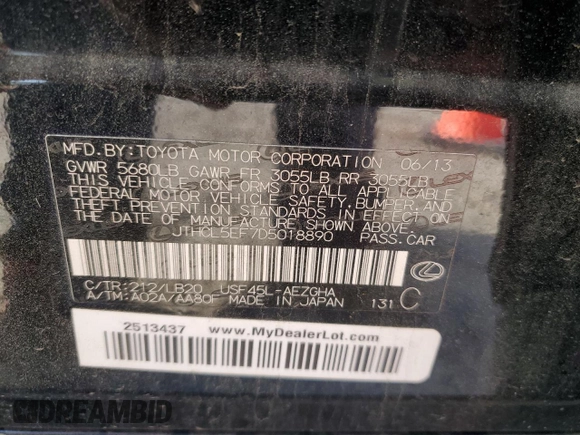 MFD. BY: TOYOTA MOTOR CORPORATION 06/13
GVWR 5680LB GAWR FR 3055LB RR 3055LB
THIS VEHICLE CONFORMS TO ALL APPLICABLE
FEDERAL MOTOR VEHICLE SAFETY, BUMPER, AND
THEFT PREVENTION STANDARDS IN EFFECT ON
THE DATE OF MANUFACTURE SHOWN ABOVE.
JTHCL5EF7D5018890 PASS. CAR
C/TR: 212/LB20 USF45L-AEZGHA
A/TM: A02A/AA80F MADE IN JAPAN 131 C
2513437 www.MyDealerLot.com
DREAMBID